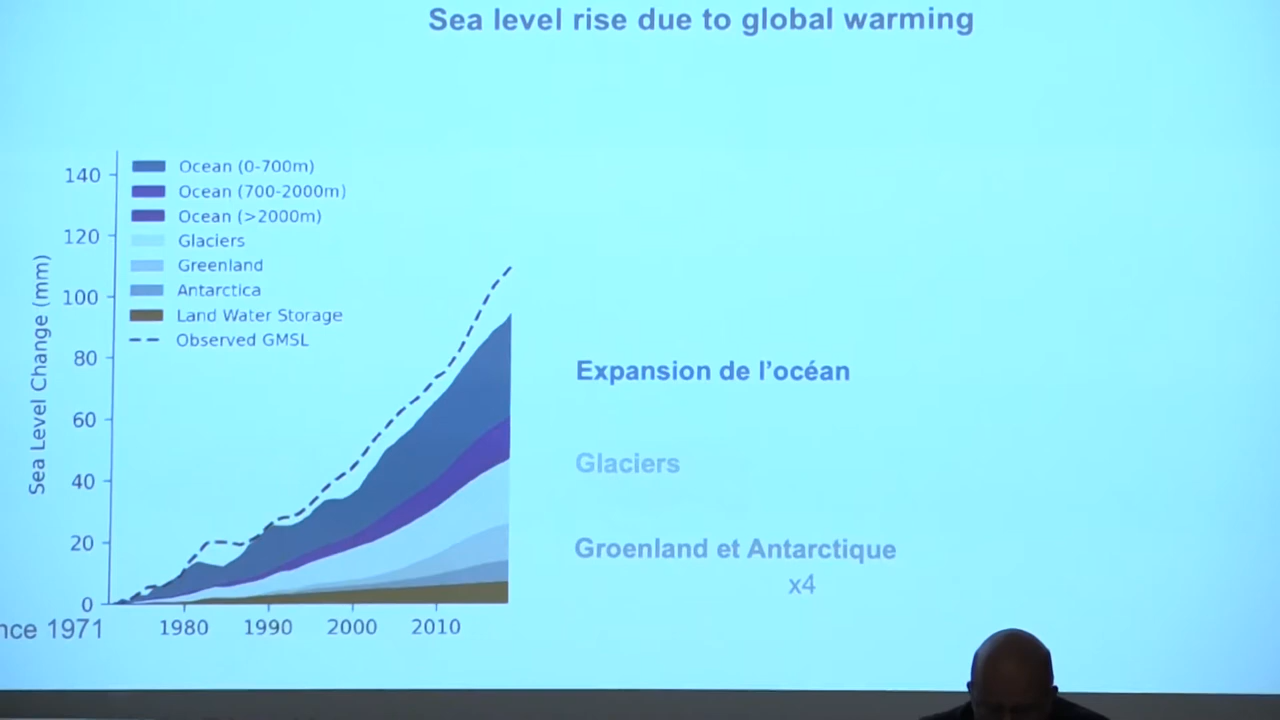 Sea level rise due to global warming
140
120
100
80
60
40
20
0
Sea Level Change (mm)
Ocean (0-700m)
Ocean (700-2000m)
Ocean (>2000m)
Glaciers
Greenland
Antarctica
Land Water Storage
Observed GMSL
1980 1990 2000 2010
1971
Expansion de l’océan
Glaciers
Groenland et Antarctique
x4